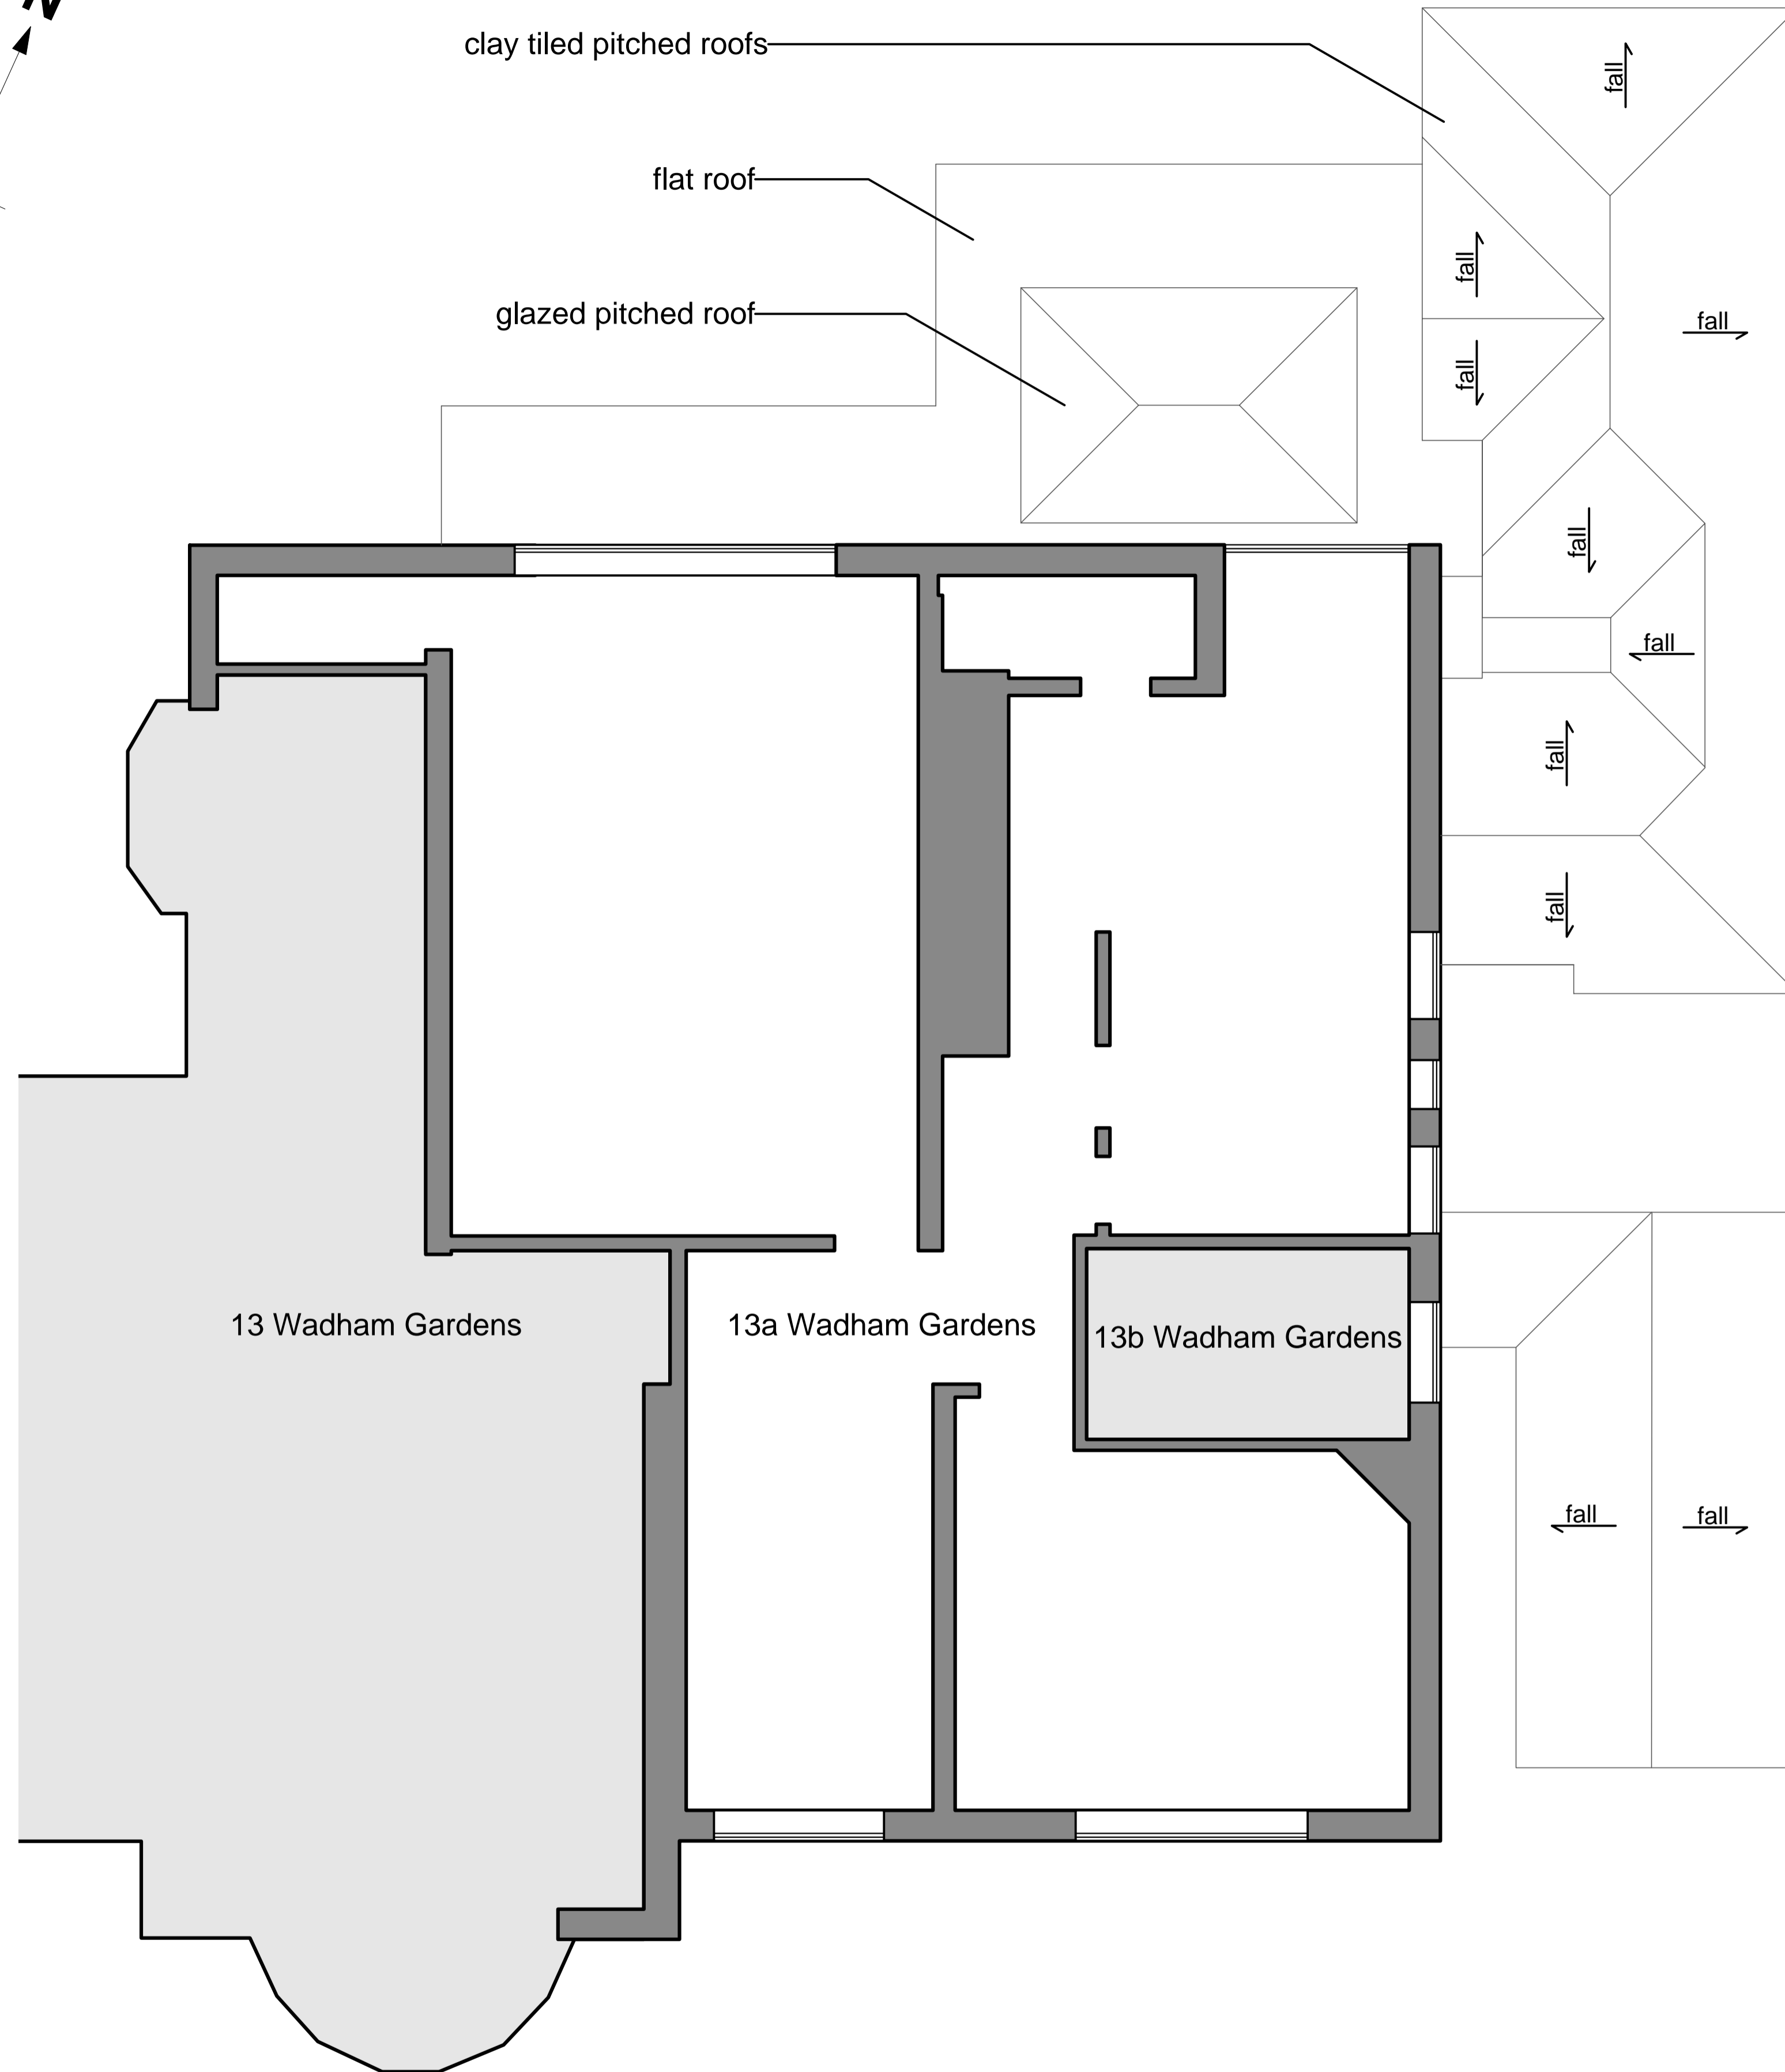 N
clay tiled pitched roofs
fall
flat roof
fall
glazed pitched roof
fall
fall
fall
fall
fall
fall
13 Wadham Gardens
13a Wadham Gardens
13b Wadham Gardens
fall
fall